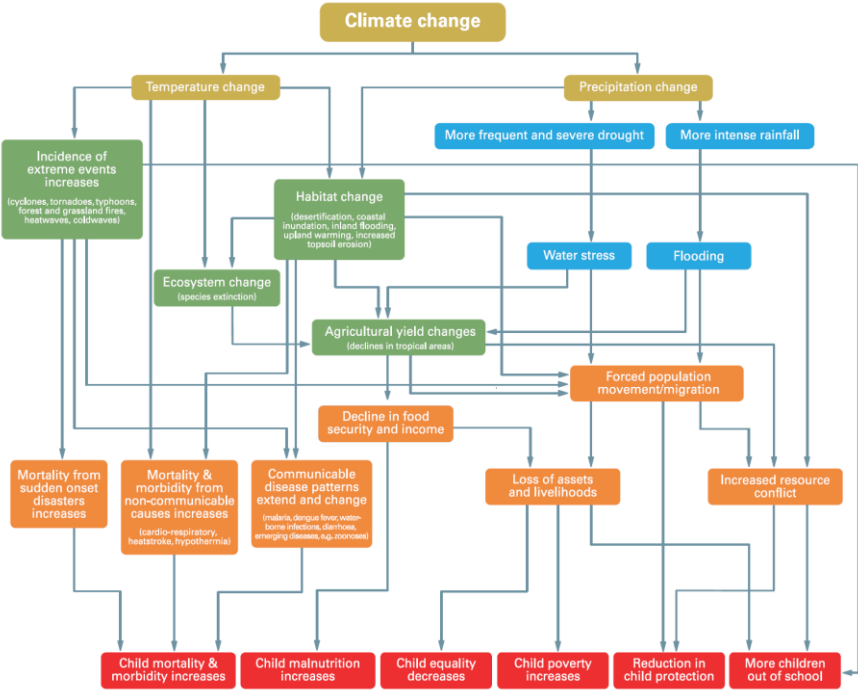 Climate change
Temperature change
Precipitation change
More frequent and severe drought
More intense rainfall
Incidence of
extreme events
increases
(cyclones, tornadoes, typhoons,
forest and grassland fires,
heatwaves, coldwaves)
Habitat change
(desertification, coastal
inundation, inland flooding,
upland warming, increased
topsoil erosion)
Water stress
Flooding
Ecosystem change
(species extinction)
Agricultural yield changes
(declines in tropical areas)
Forced population
movement/migration
Decline in food
security and income
Mortality from
sudden onset
disasters
increases
Mortality &
morbidity from
non-communicable
causes increases
(cardio-respiratory,
heatstroke, hypothermia)
Communicable
disease patterns
extend and change
(malaria, dengue fever, water-
borne infections, diarrhoea,
emerging diseases, e.g., zoonoses)
Loss of assets
and livelihoods
Increased resource
conflict
Child mortality &
morbidity increases
Child malnutrition
increases
Child equality
decreases
Child poverty
increases
Reduction in
child protection
More children
out of school